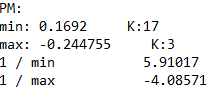 PM:
min: 0.1692 K:17
max: -0.244755 K:3
1 / min 5.91017
1 / max -4.08571